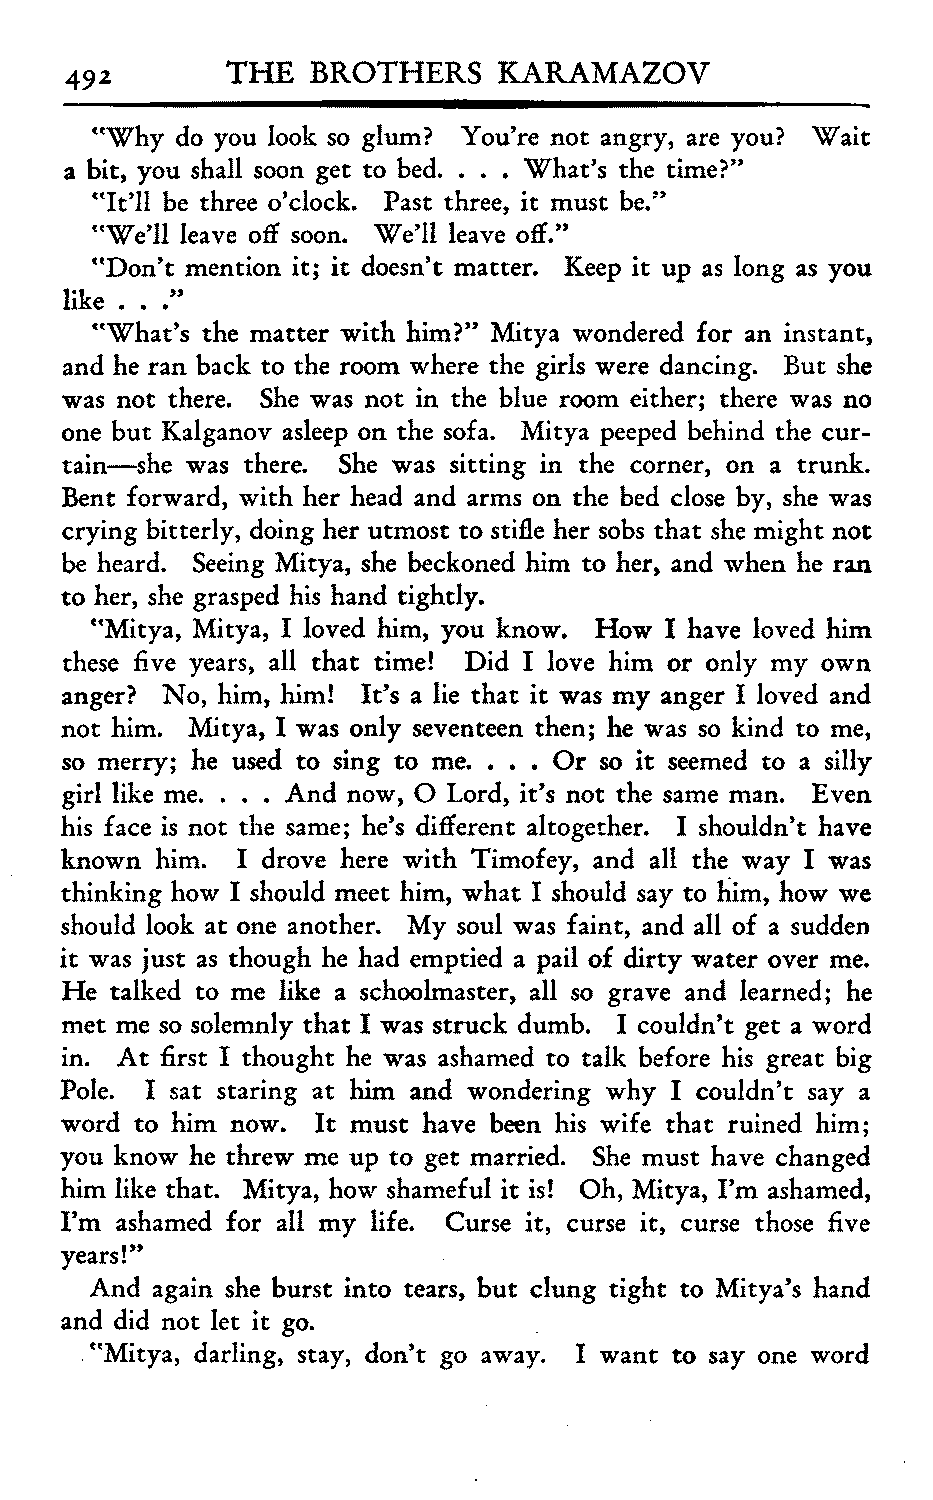 492 THE BROTHERS KARAMAZOV
"Why do you look so glum? You're not angry, are you? Wait
a bit, you shall soon get to bed. . . . What's the time?"
"It'll be three o'clock. Past three, it must be."
"We'll leave off soon. We'll leave off."
"Don't mention it; it doesn't matter. Keep it up as long as you
like . . ."
"What's the matter with him?" Mitya wondered for an instant,
and he ran back to the room where the girls were dancing. But she
was not there. She was not in the blue room either; there was no
one but Kalganov asleep on the sofa. Mitya peeped behind the cur-
tain—she was there. She was sitting in the corner, on a trunk.
Bent forward, with her head and arms on the bed close by, she was
crying bitterly, doing her utmost to stifle her sobs that she might not
be heard. Seeing Mitya, she beckoned him to her, and when he ran
to her, she grasped his hand tightly.
"Mitya, Mitya, I loved him, you know. How I have loved him
these five years, all that time! Did I love him or only my own
anger? No, him, him! It's a lie that it was my anger I loved and
not him. Mitya, I was only seventeen then; he was so kind to me,
so merry; he used to sing to me. . . . Or so it seemed to a silly
girl like me. . . . And now, O Lord, it's not the same man. Even
his face is not the same; he's different altogether. I shouldn't have
known him. I drove here with Timofey, and all the way I was
thinking how I should meet him, what I should say to him, how we
should look at one another. My soul was faint, and all of a sudden
it was just as though he had emptied a pail of dirty water over me.
He talked to me like a schoolmaster, all so grave and learned; he
met me so solemnly that I was struck dumb. I couldn't get a word
in. At first I thought he was ashamed to talk before his great big
Pole. I sat staring at him and wondering why I couldn't say a
word to him now. It must have been his wife that ruined him;
you know he threw me up to get married. She must have changed
him like that. Mitya, how shameful it is! Oh, Mitya, I'm ashamed,
I'm ashamed for all my life. Curse it, curse it, curse those five
years!"
And again she burst into tears, but clung tight to Mitya's hand
and did not let it go.
"Mitya, darling, stay, don't go away. I want to say one word